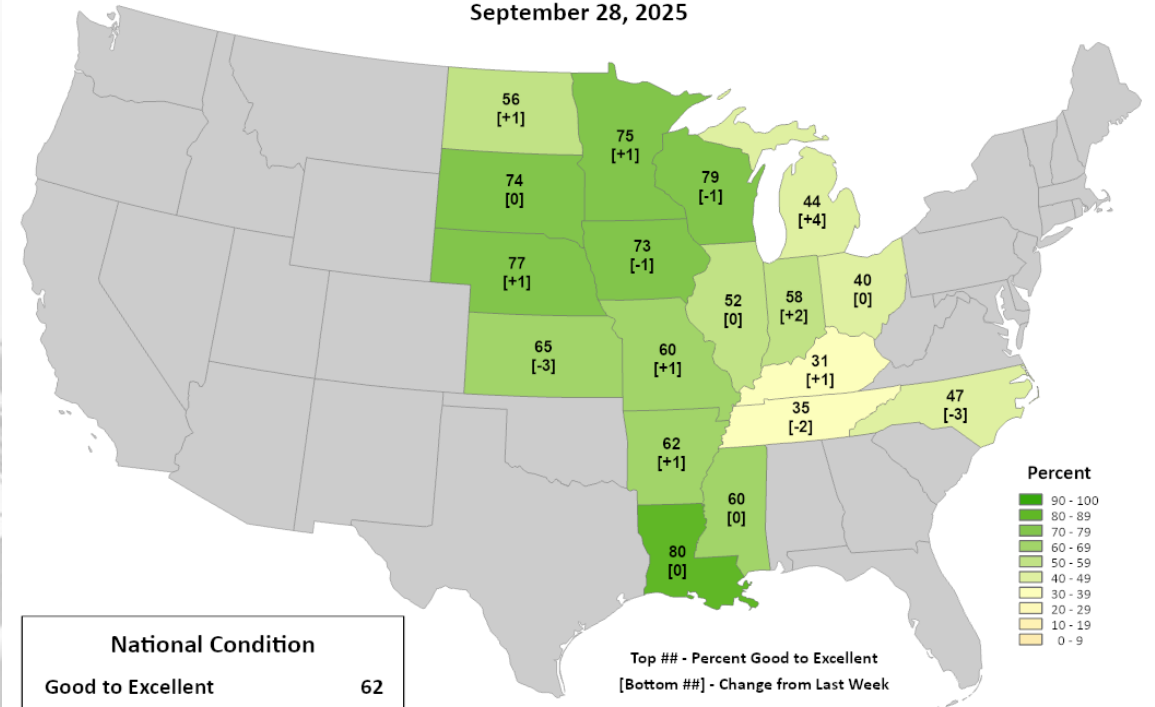 September 28, 2025
56
[+1]
75
[+1]
79
[-1]
74
[0]
44
[+4]
73
[-1]
77
[+1]
40
[0]
52
[0]
58
[+2]
65
[-3]
60
[+1]
31
[+1]
35
[-2]
47
[-3]
62
[+1]
60
[0]
80
[0]
Percent
90 - 100
80 - 89
70 - 79
60 - 69
50 - 59
40 - 49
30 - 39
20 - 29
10 - 19
0 - 9
National Condition
Good to Excellent 62
Top ## - Percent Good to Excellent
[Bottom ##] - Change from Last Week